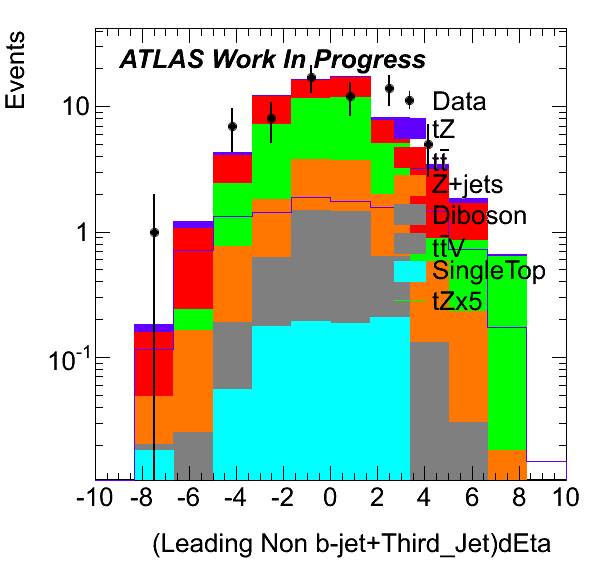 Events
ATLAS Work In Progress
10
1
10⁻¹
Data
tZ
tt̄
Z+jets
Diboson
tt̄V
SingleTop
tZx5
-10 -8 -6 -4 -2 0 2 4 6 8 10
(Leading Non b-jet+Third_Jet)dEta